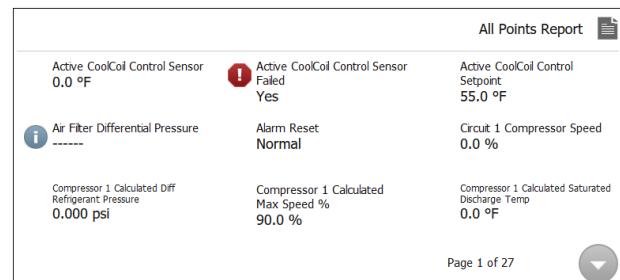 All Points Report
Active CoolCoil Control Sensor
0.0 ºF
Active CoolCoil Control Sensor
Failed
Yes
Active CoolCoil Control
Setpoint
55.0 ºF
Air Filter Differential Pressure
------
Alarm Reset
Normal
Circuit 1 Compressor Speed
0.0 %
Compressor 1 Calculated Diff
Refrigerant Pressure
0.000 psi
Compressor 1 Calculated
Max Speed %
90.0 %
Compressor 1 Calculated Saturated
Discharge Temp
0.0 ºF
Page 1 of 27